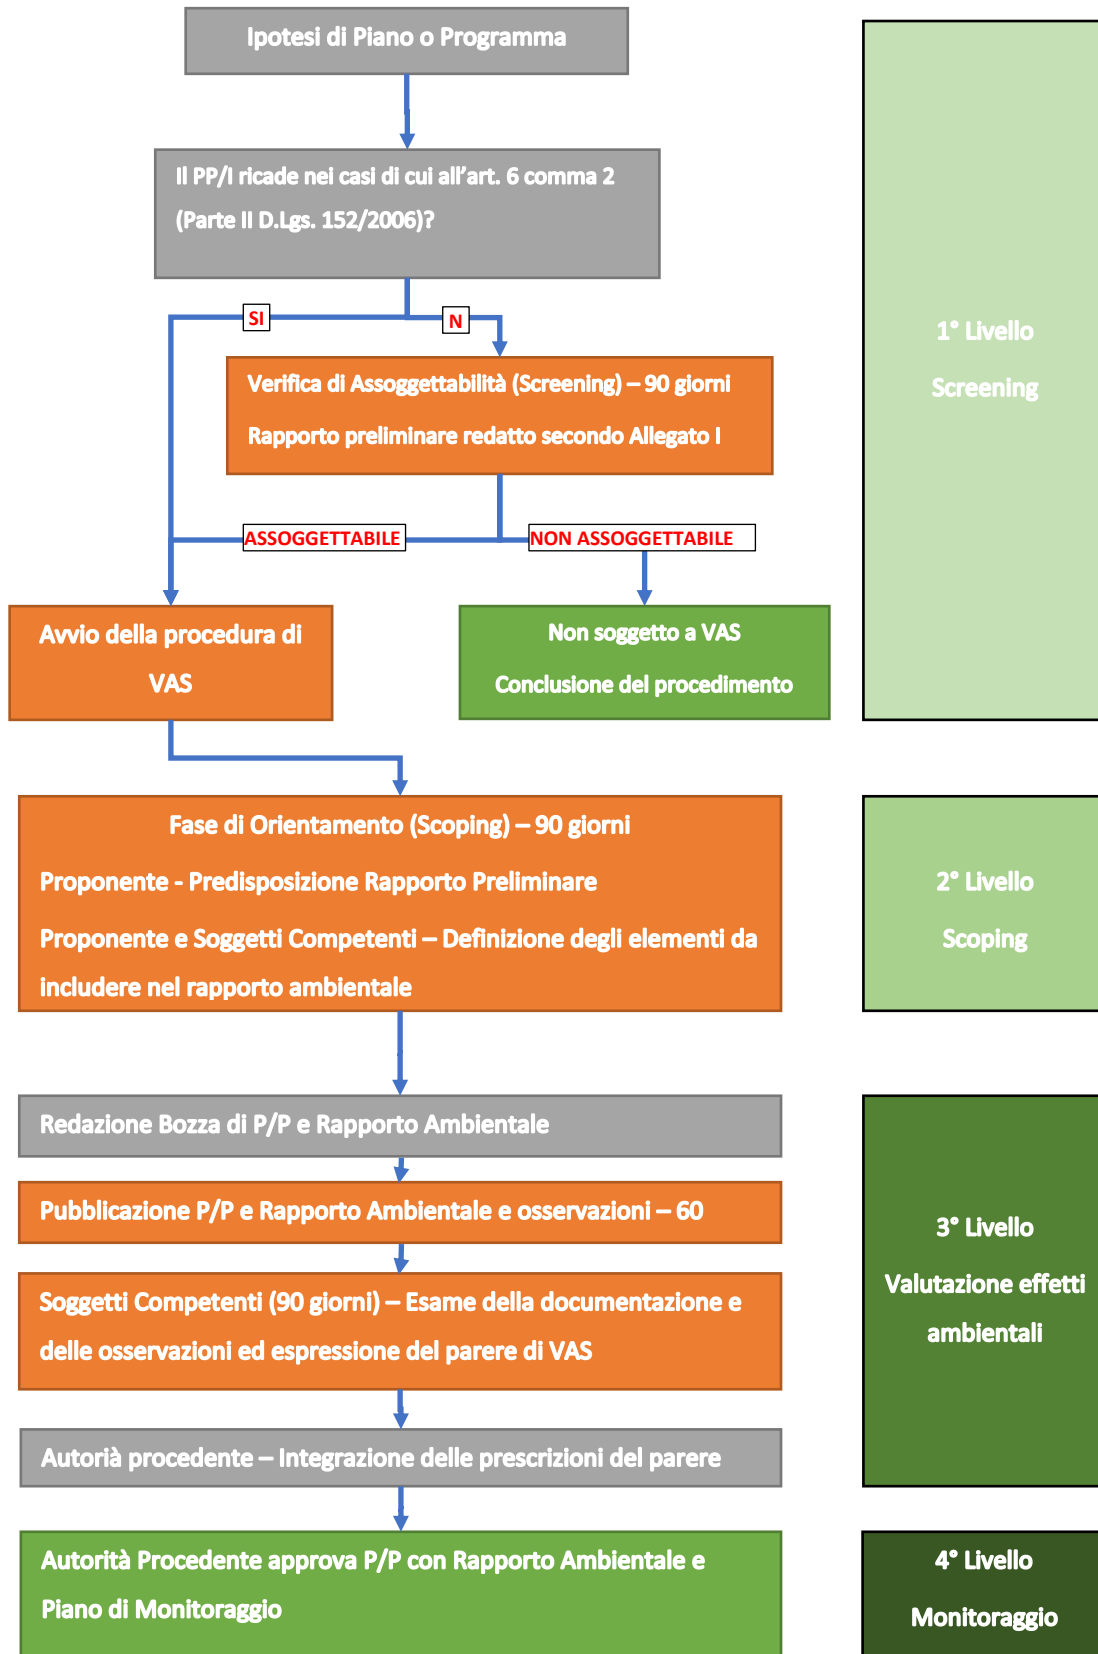 Ipotesi di Piano o Programma
Il PP/I ricade nei casi di cui all'art. 6 comma 2
(Parte II D.Lgs. 152/2006)?
SI
N
Verifica di Assoggettabilità (Screening) – 90 giorni
Rapporto preliminare redatto secondo Allegato I
ASSOGGETTABILE
NON ASSOGGETTABILE
Avvio della procedura di
VAS
Non soggetto a VAS
Conclusione del procedimento
1° Livello
Screening
Fase di Orientamento (Scoping) – 90 giorni
Proponente - Predisposizione Rapporto Preliminare
Proponente e Soggetti Competenti – Definizione degli elementi da
includere nel rapporto ambientale
2° Livello
Scoping
Redazione Bozza di P/P e Rapporto Ambientale
Pubblicazione P/P e Rapporto Ambientale e osservazioni – 60
Soggetti Competenti (90 giorni) – Esame della documentazione e
delle osservazioni ed espressione del parere di VAS
Autorià procedente – Integrazione delle prescrizioni del parere
3° Livello
Valutazione effetti
ambientali
Autorità Procedente approva P/P con Rapporto Ambientale e
Piano di Monitoraggio
4° Livello
Monitoraggio